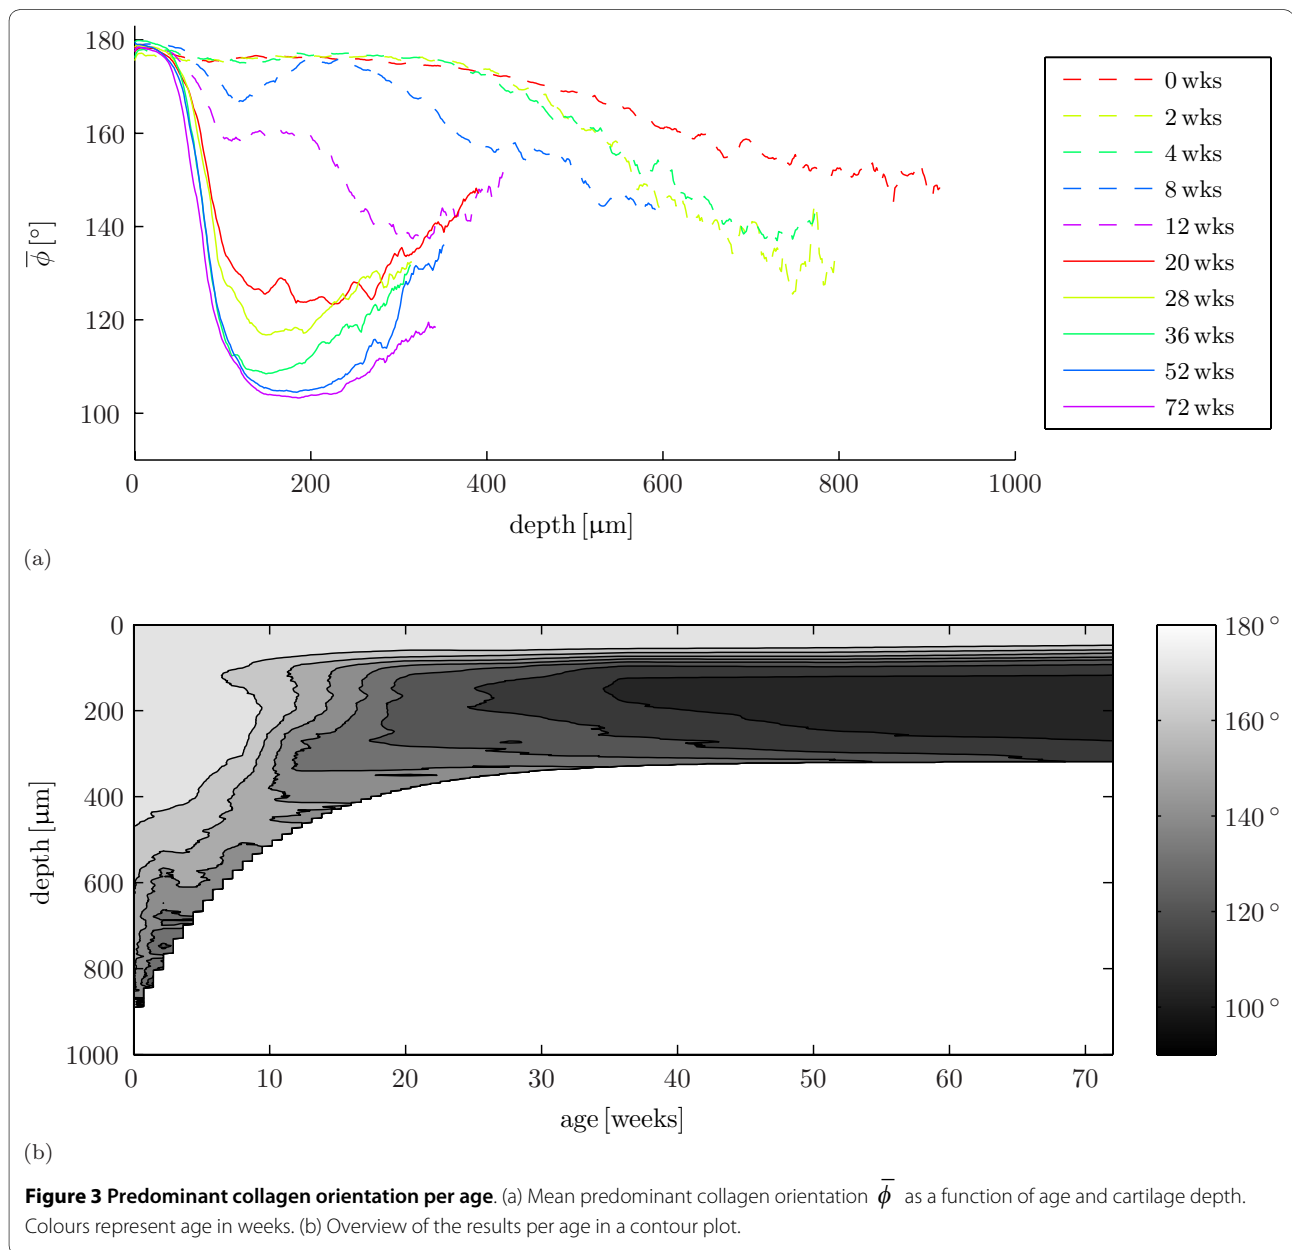 180
160
140
120
100
ϕ̅ [°]
0
200
400
600
800
1000
depth [µm]
0 wks
2 wks
4 wks
8 wks
12 wks
20 wks
28 wks
36 wks
52 wks
72 wks
(a)
0
200
400
600
800
1000
depth [µm]
0
10
20
30
40
50
60
70
age [weeks]
180 °
160 °
140 °
120 °
100 °
(b)
Figure 3 Predominant collagen orientation per age. (a) Mean predominant collagen orientation ϕ̅ as a function of age and cartilage depth.
Colours represent age in weeks. (b) Overview of the results per age in a contour plot.